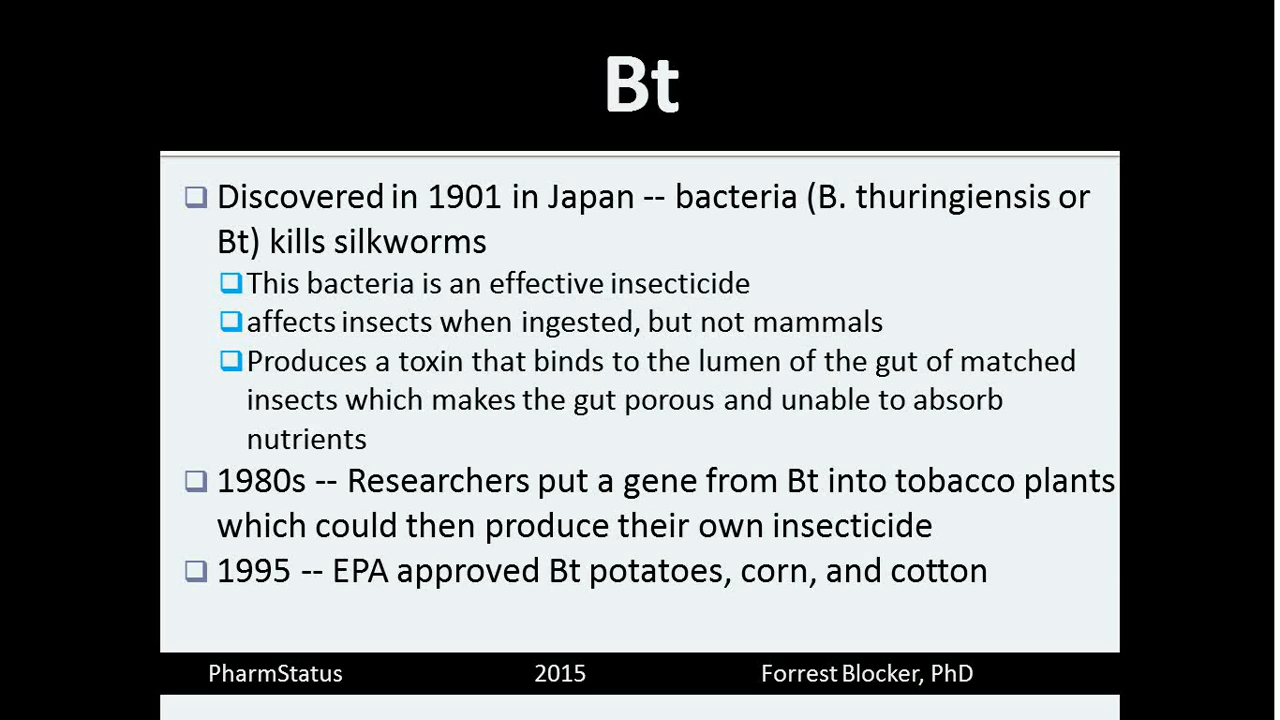 Bt
Discovered in 1901 in Japan -- bacteria (B. thuringiensis or
Bt) kills silkworms
This bacteria is an effective insecticide
affects insects when ingested, but not mammals
Produces a toxin that binds to the lumen of the gut of matched
insects which makes the gut porous and unable to absorb
nutrients
1980s -- Researchers put a gene from Bt into tobacco plants
which could then produce their own insecticide
1995 -- EPA approved Bt potatoes, corn, and cotton
PharmStatus 2015 Forrest Blocker, PhD